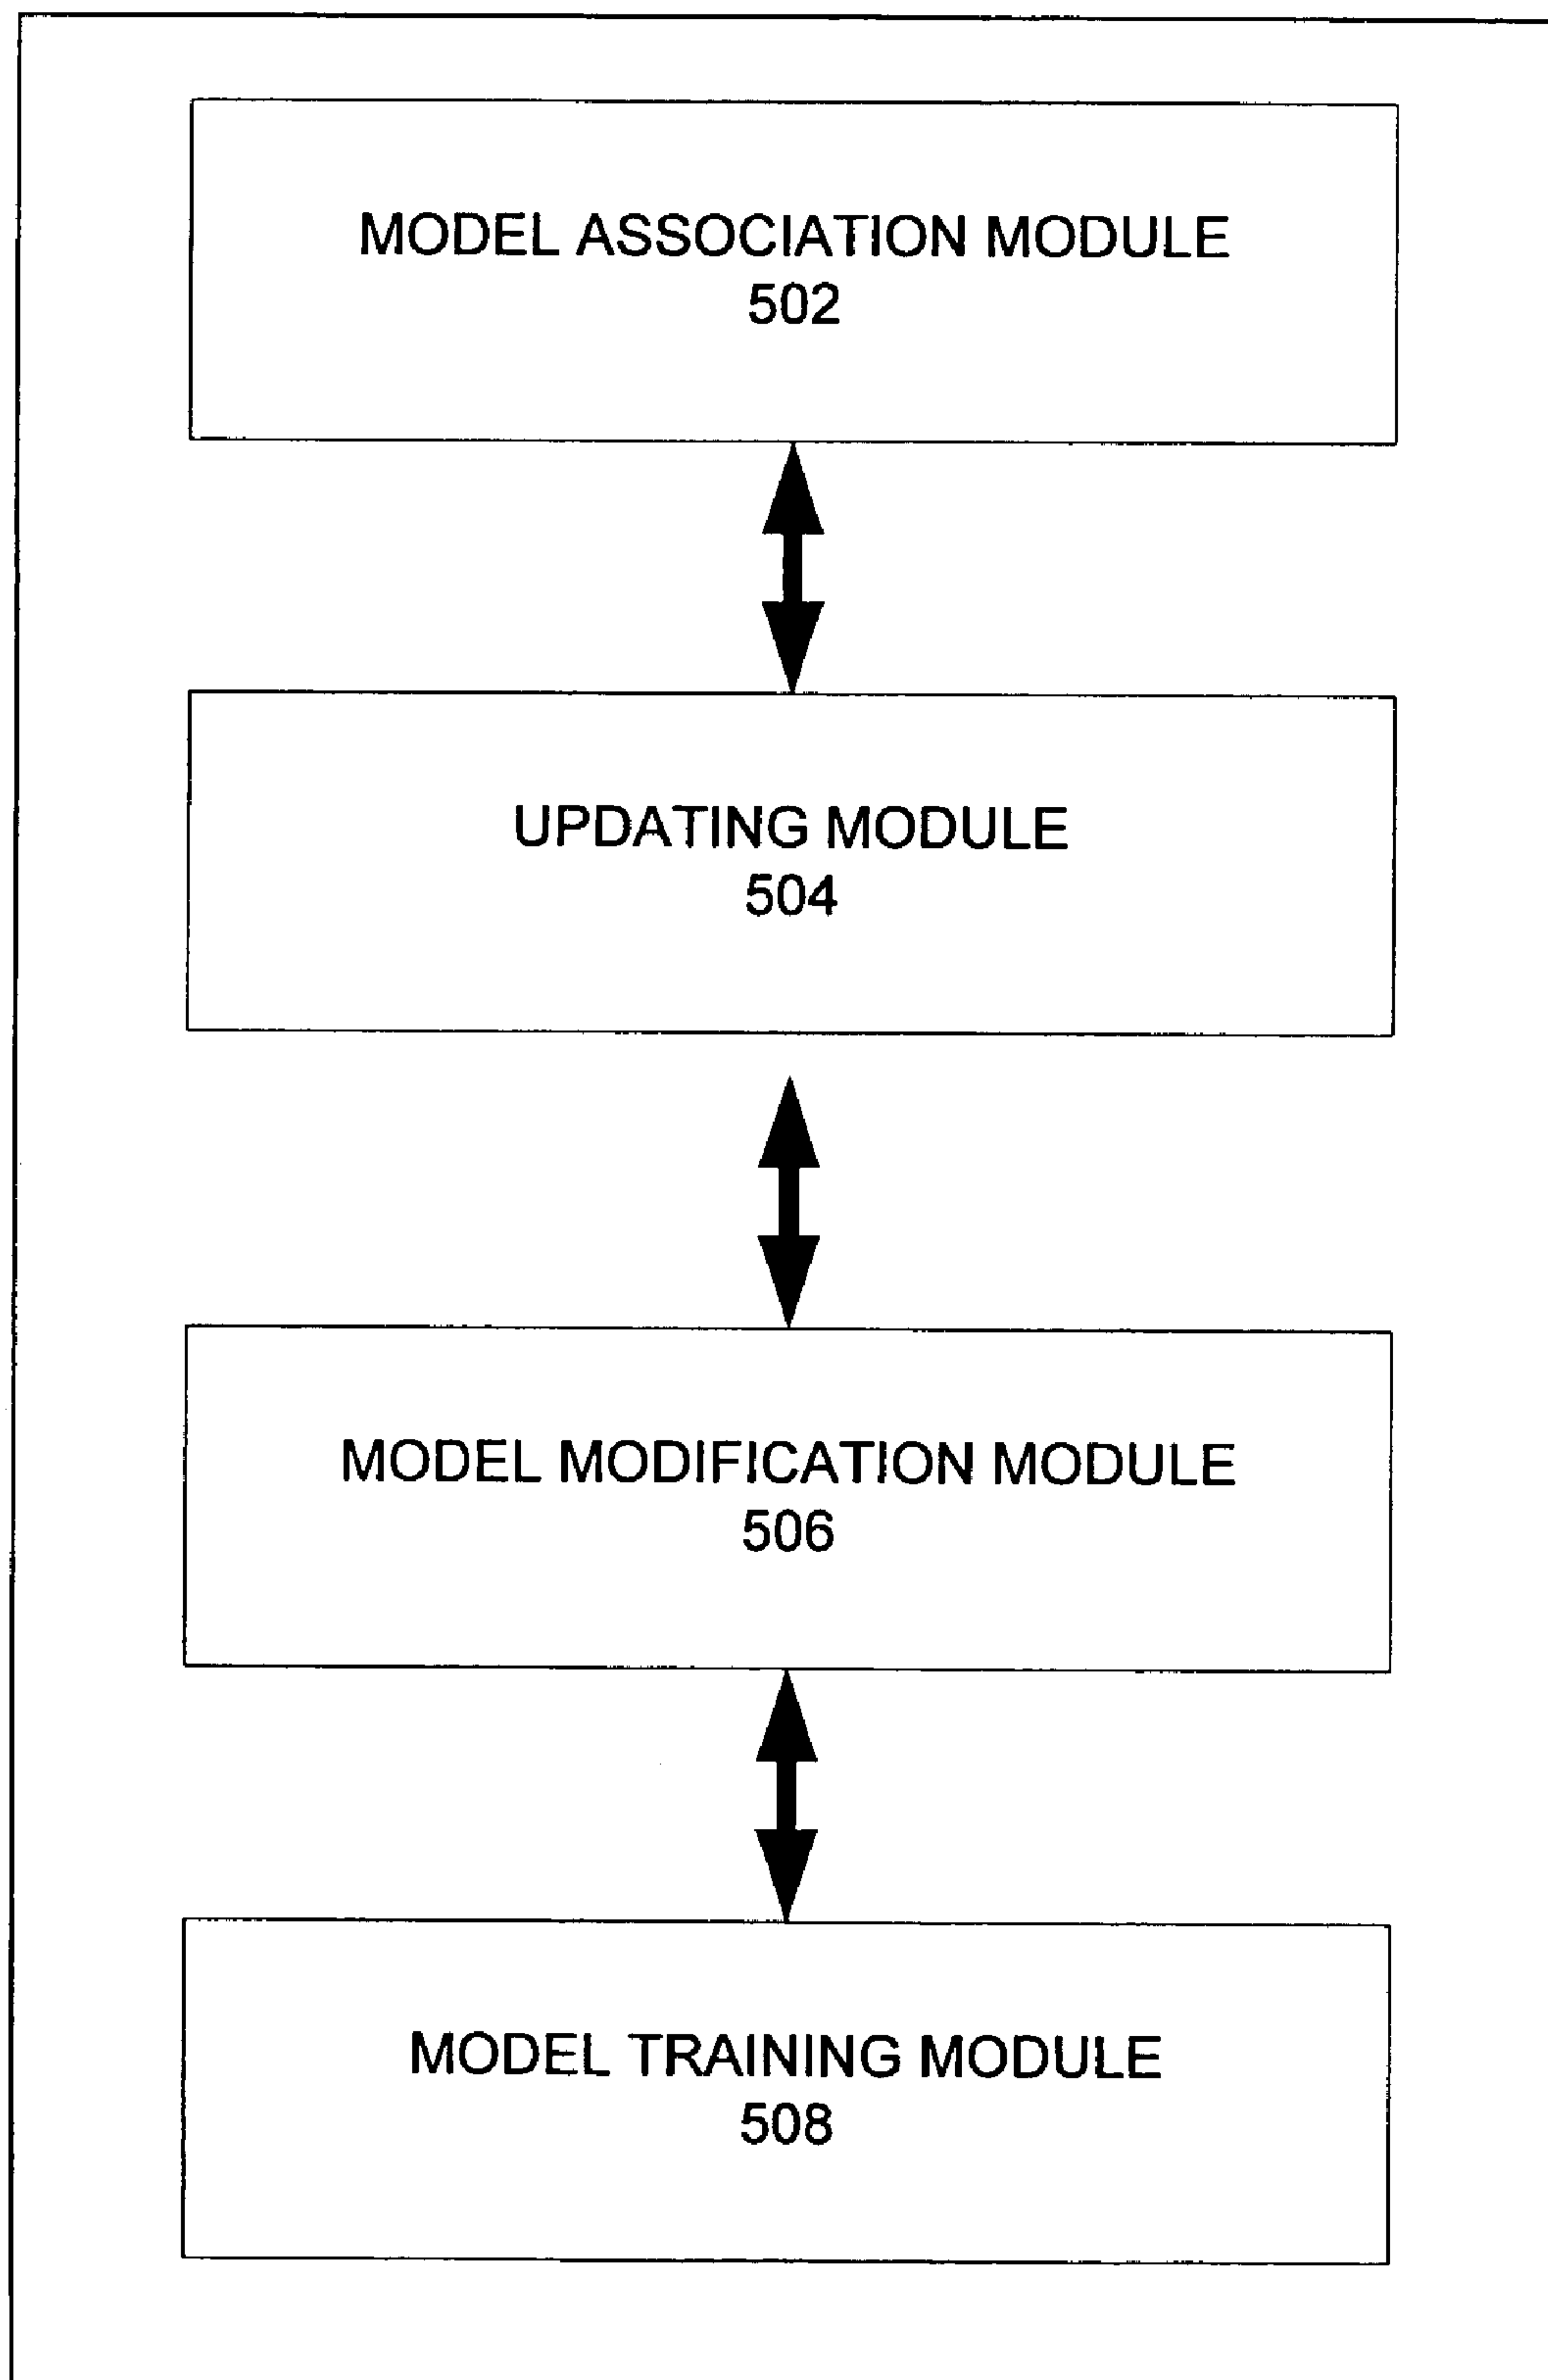 MODEL ASSOCIATION MODULE
502
UPDATING MODULE
504
MODEL MODIFICATION MODULE
506
MODEL TRAINING MODULE
508